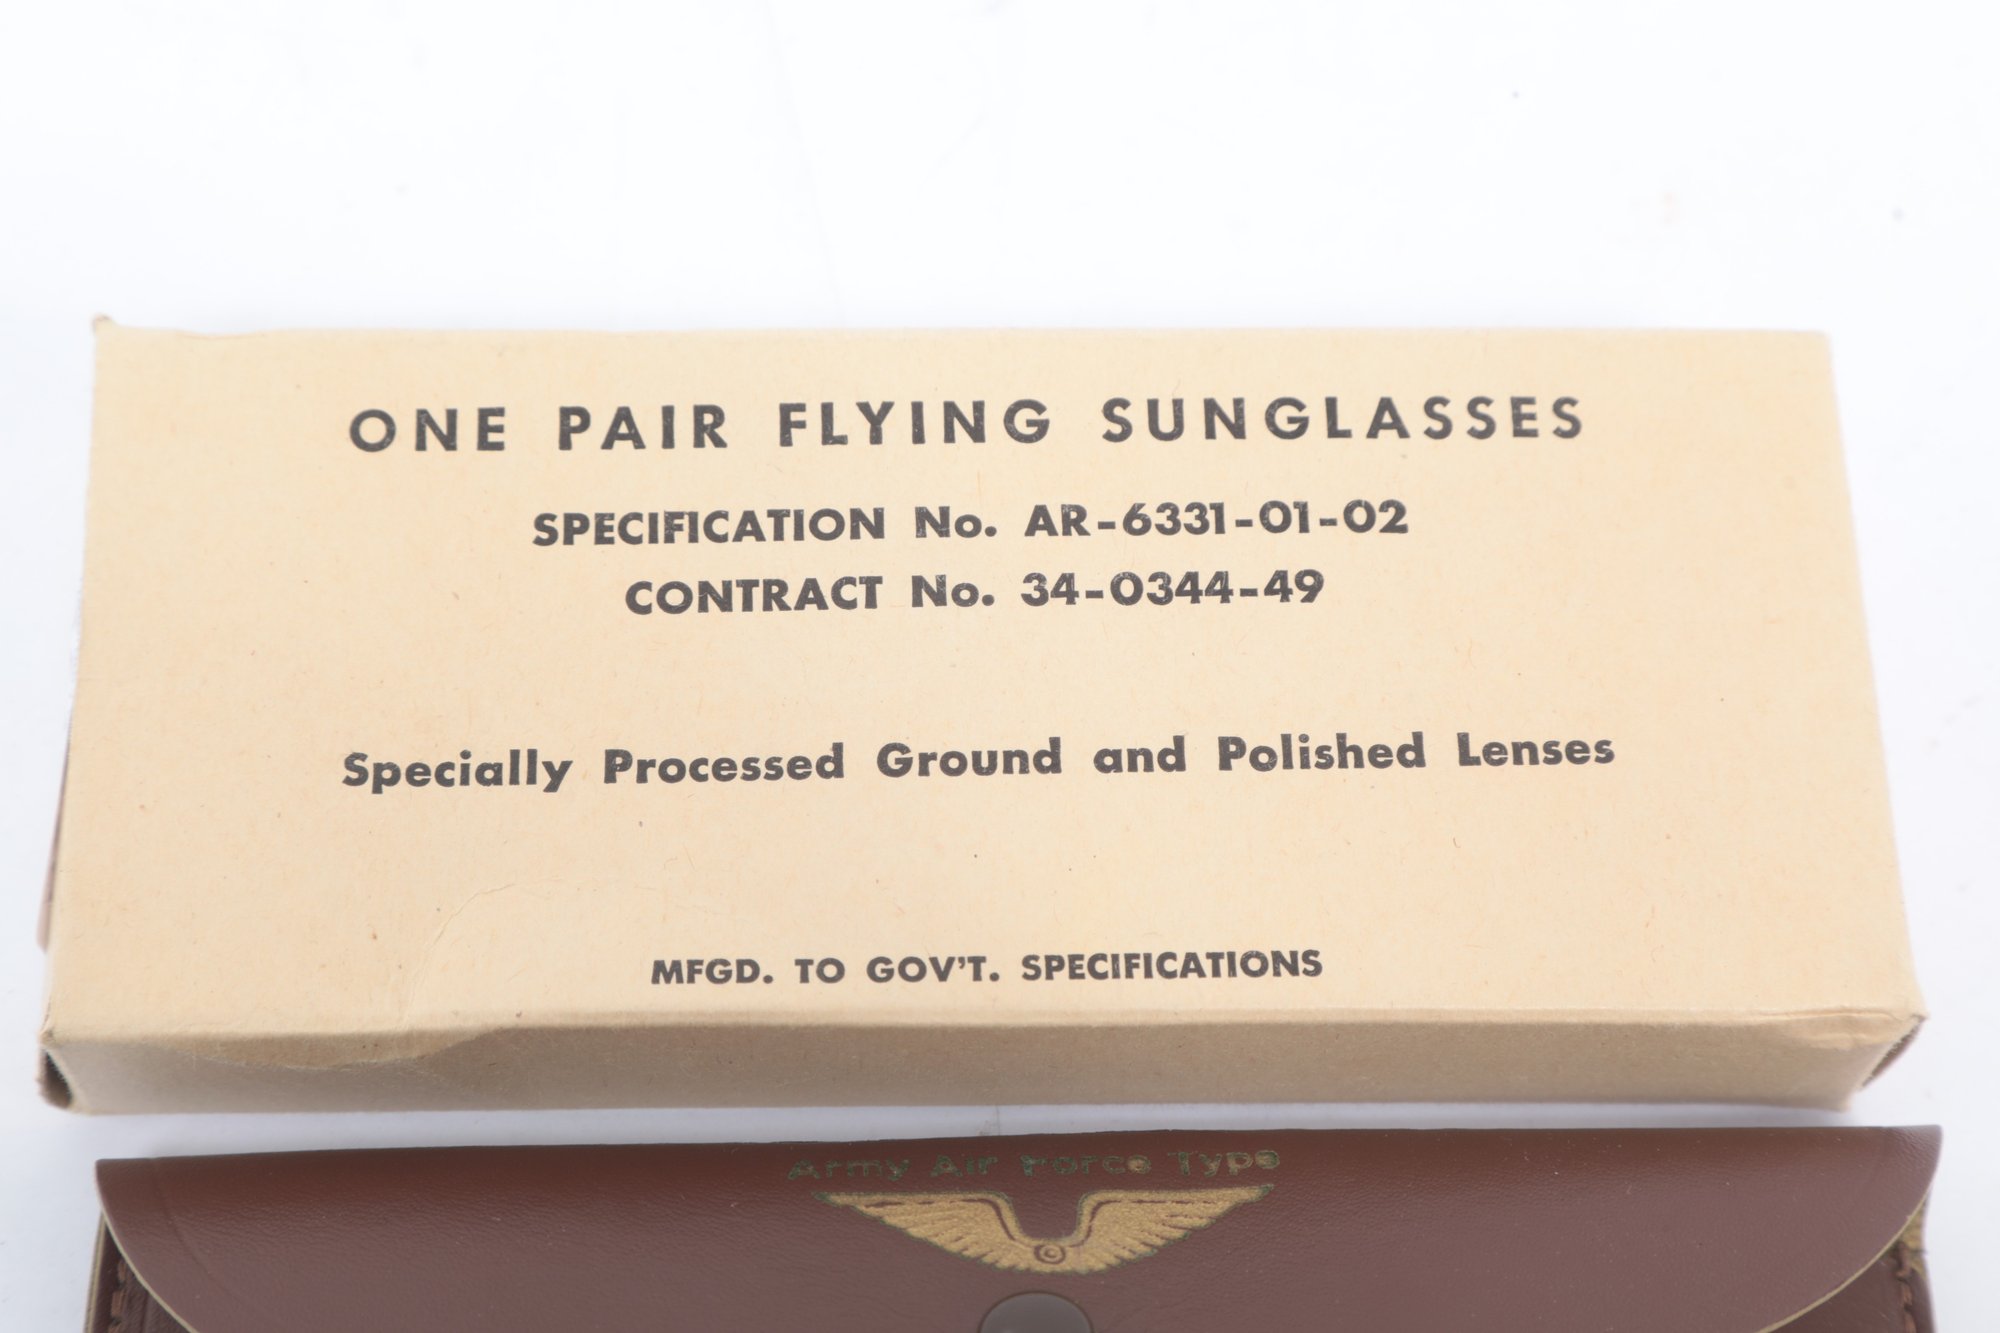 ONE PAIR FLYING SUNGLASSES
SPECIFICATION No. AR-6331-01-02
CONTRACT No. 34-0344-49
Specially Processed Ground and Polished Lenses
MFGD. TO GOV'T. SPECIFICATIONS
Army Air Force Type
©